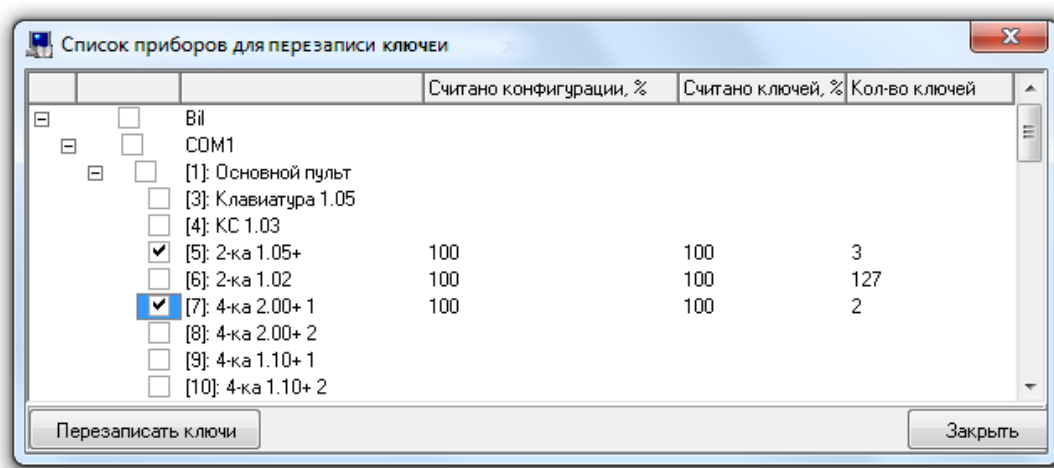 Список приборов для перезаписи ключей
Считано конфигурации, % Считано ключей, % Кол-во ключей
Bil
COM1
[1]: Основной пульт
[3]: Клавиатура 1.05
[4]: КС 1.03
[5]: 2-ка 1.05+ 100 100 3
[6]: 2-ка 1.02 100 100 127
[7]: 4-ка 2.00+ 1 100 100 2
[8]: 4-ка 2.00+ 2
[9]: 4-ка 1.10+ 1
[10]: 4-ка 1.10+ 2
Перезаписать ключи Закрыть